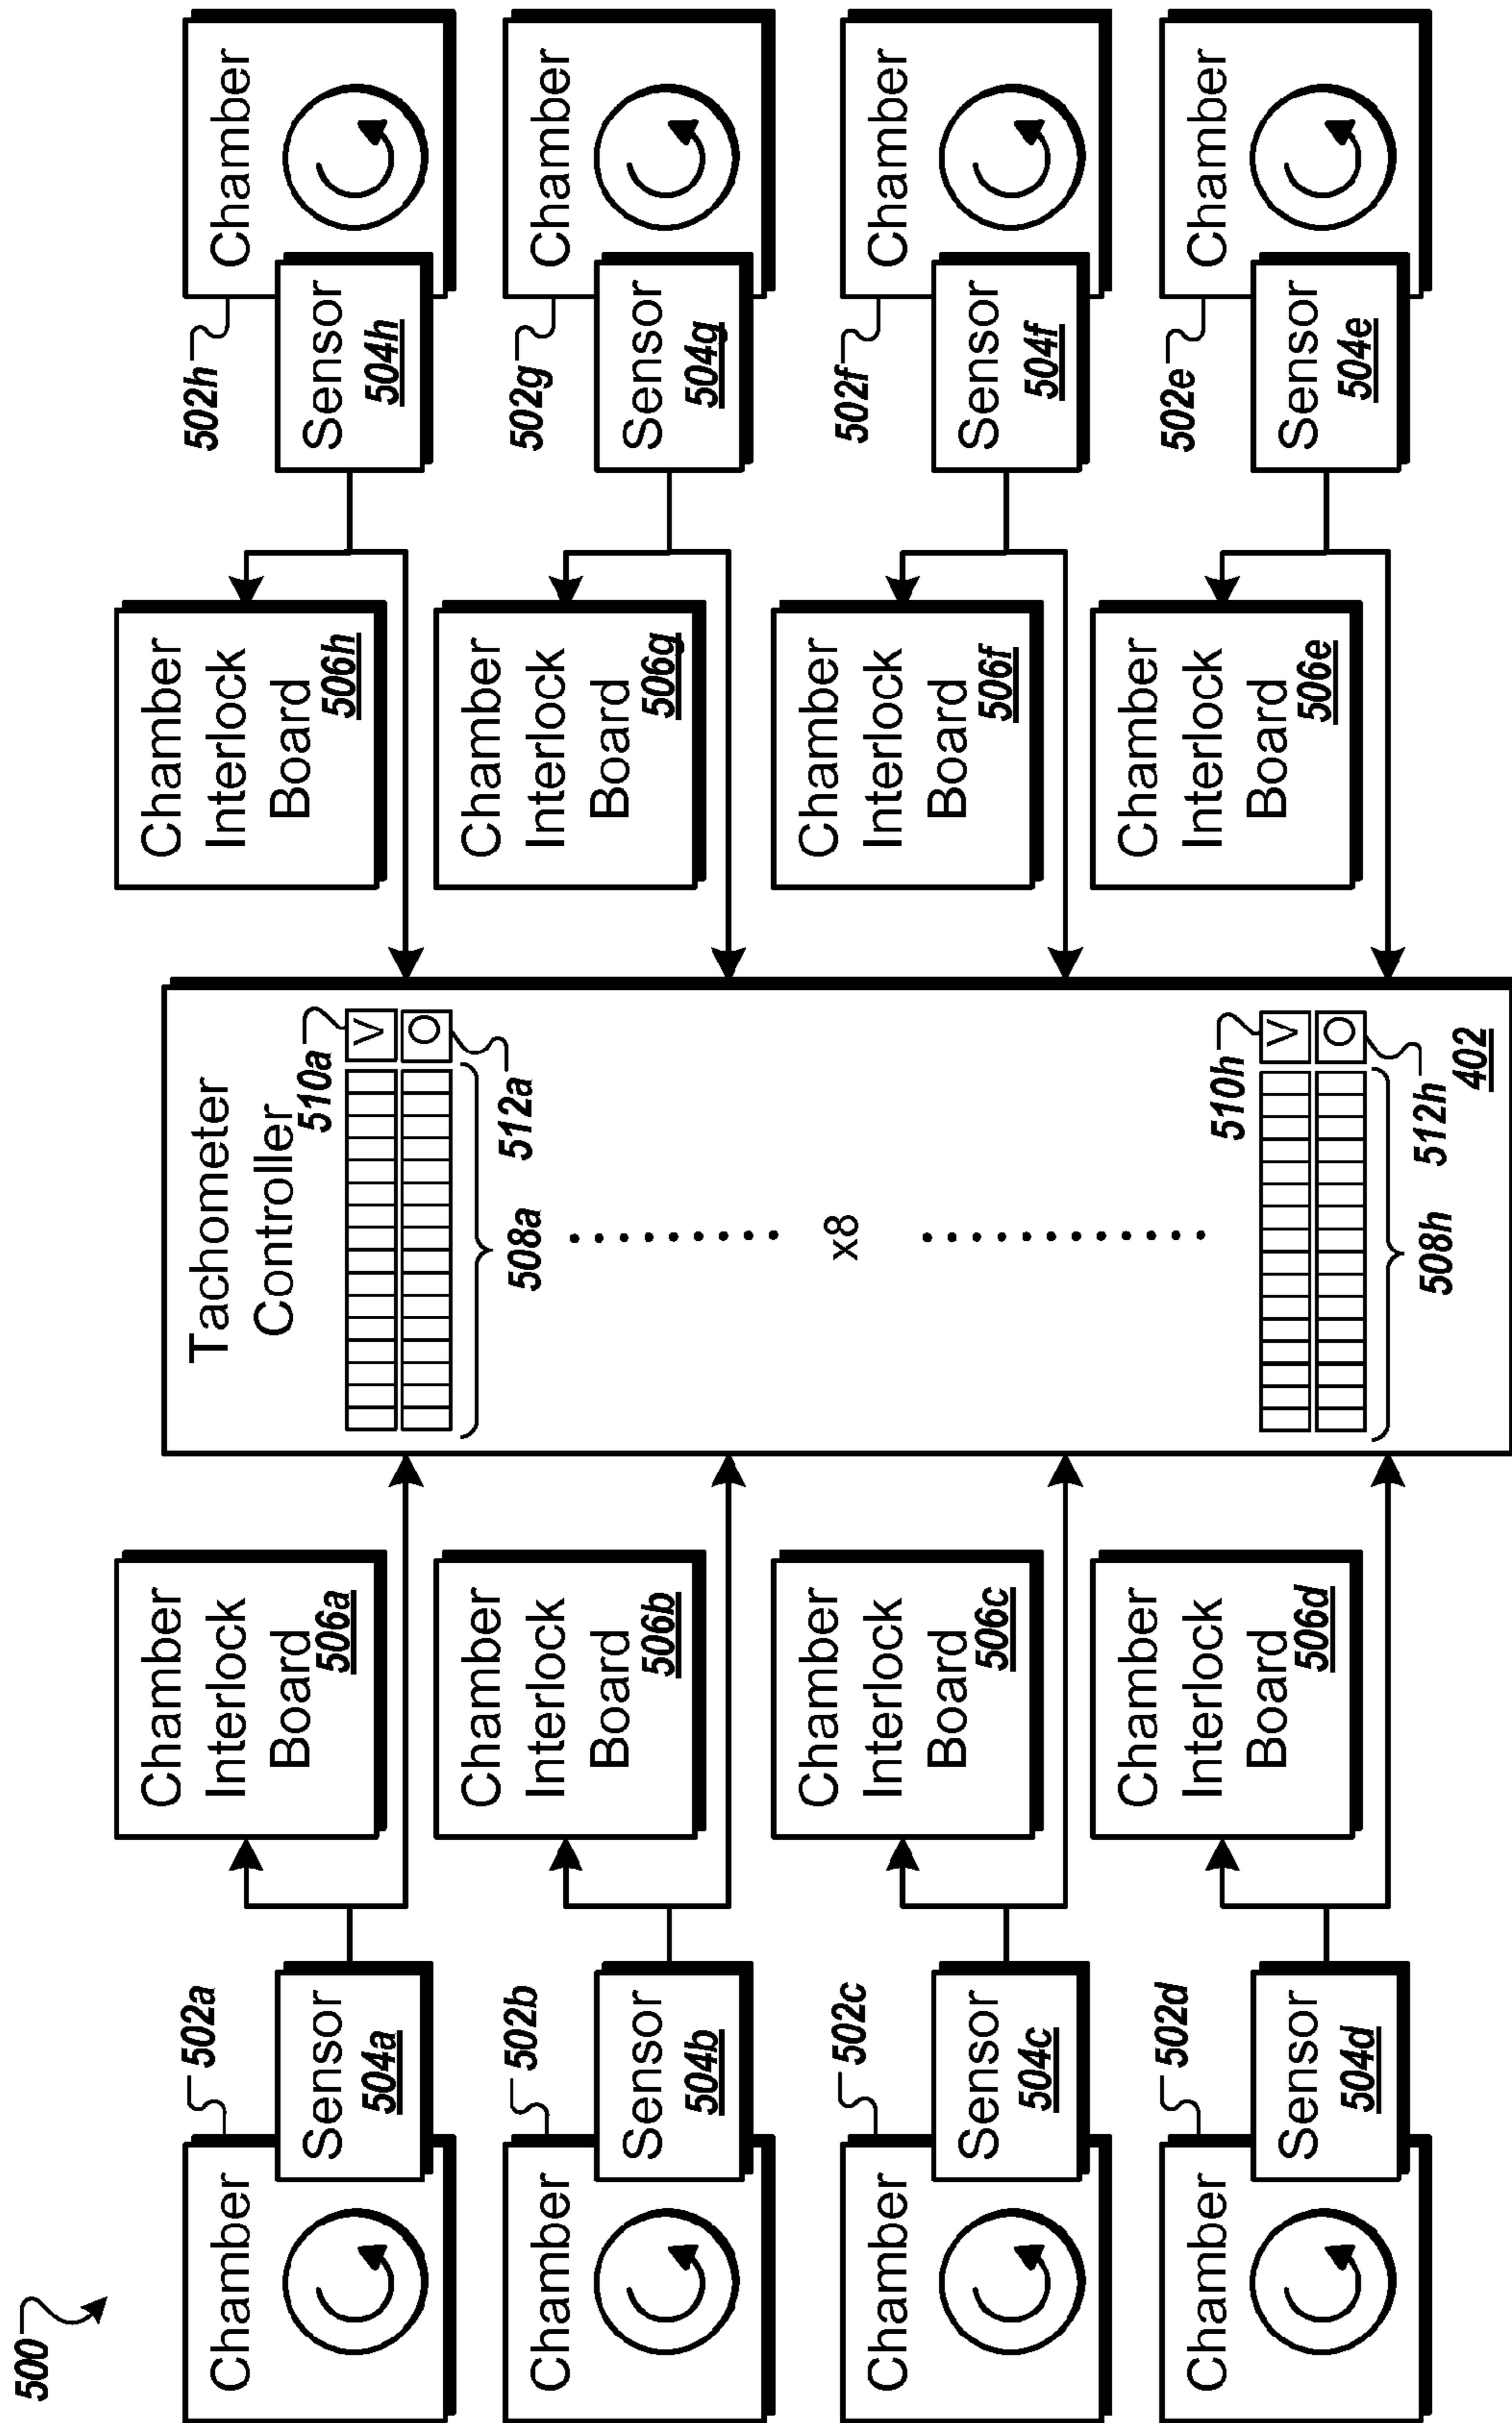 500
Chamber
502a
Sensor
504a
Chamber
Interlock
Board
506a
Tachometer
Controller
510a
V
O
512a
508a
Chamber
Interlock
Board
506h
502h
Chamber
Sensor
504h
Chamber
502b
Sensor
504b
Chamber
Interlock
Board
506b
Chamber
Interlock
Board
506g
502g
Chamber
Sensor
504g
x8
Chamber
502c
Sensor
504c
Chamber
Interlock
Board
506c
Chamber
Interlock
Board
506f
502f
Chamber
Sensor
504f
Chamber
502d
Sensor
504d
Chamber
Interlock
Board
506d
510h
V
O
512h
508h
402
Chamber
Interlock
Board
506e
502e
Chamber
Sensor
504e